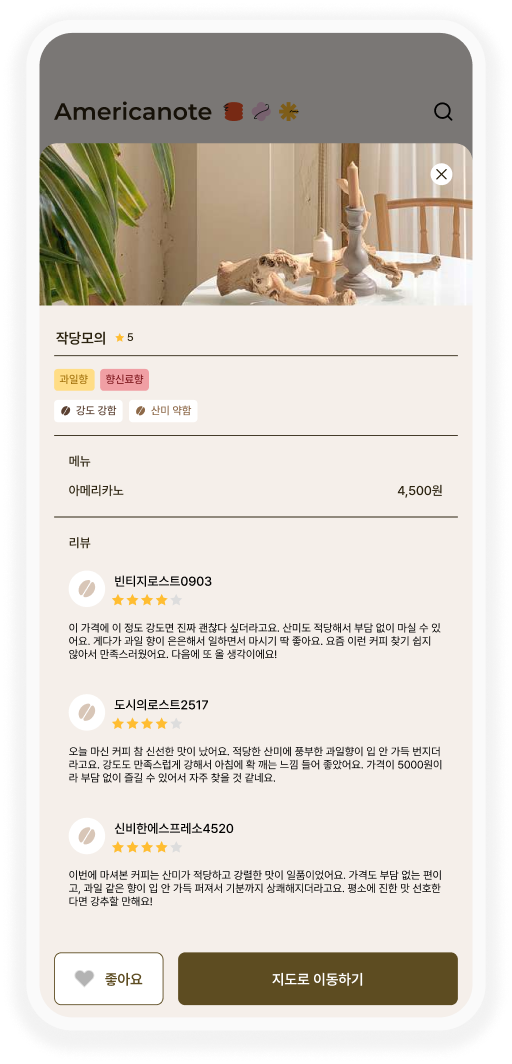 Americanote
작당모의 5
과일향 향신료향
강도 강함 산미 약함
메뉴
아메리카노 4,500원
리뷰
빈티지로스트0903
이 가격에 이 정도 강도면 진짜 괜찮다 싶더라고요. 산미도 적당해서 부담 없이 마실 수 있
어요. 게다가 과일 향이 은은해서 일하면서 마시기 딱 좋아요. 요즘 이런 커피 찾기 쉽지
않아서 만족스러웠어요. 다음에 또 올 생각이에요!
도시의로스트2517
오늘 마신 커피 참 신선한 맛이 났어요. 적당한 산미에 풍부한 과일향이 입 안 가득 번지더
라고요. 강도도 만족스럽게 강해서 아침에 확 깨는 느낌 들어 좋았어요. 가격이 5000원이
라 부담 없이 즐길 수 있어서 자주 찾을 것 같네요.
신비한에스프레소4520
이번에 마셔본 커피는 산미가 적당하고 강렬한 맛이 일품이었어요. 가격도 부담 없는 편이
고, 과일 같은 향이 입 안 가득 퍼져서 기분까지 상쾌해지더라고요. 평소에 진한 맛 선호한
다면 강추할 만해요!
좋아요 지도로 이동하기